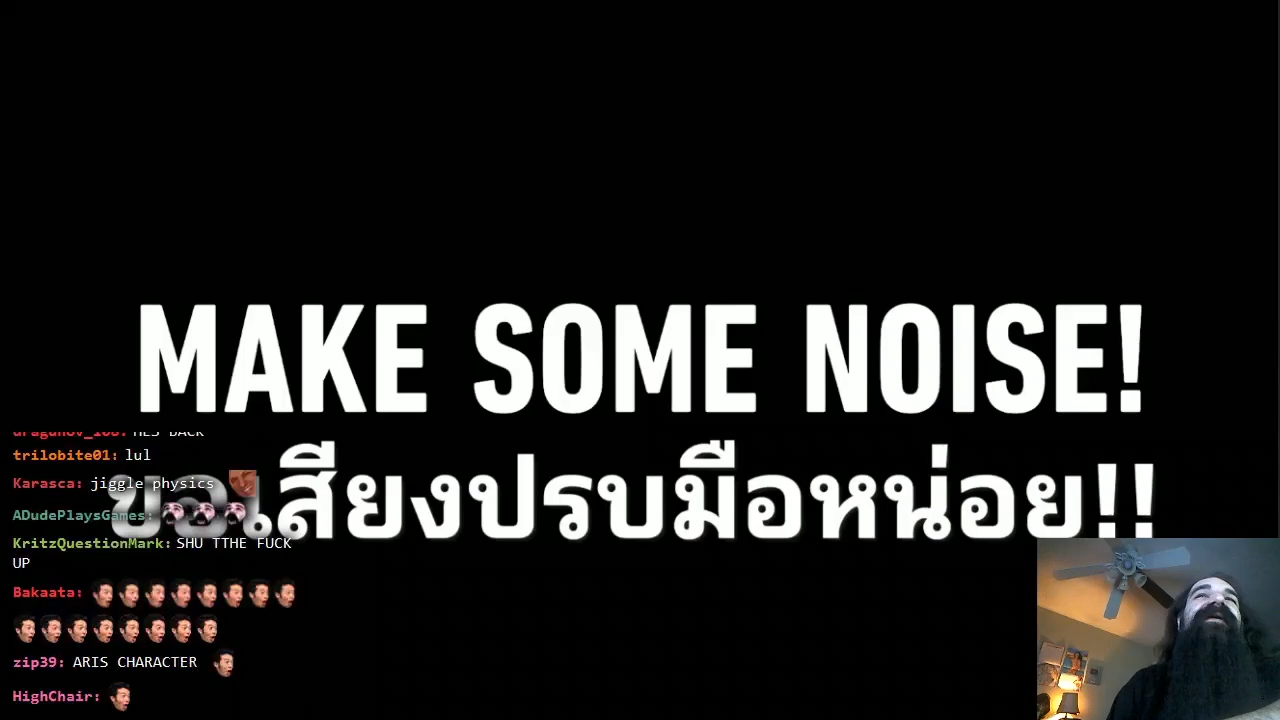 MAKE SOME NOISE!
ขอเสียงปรบมือหน่อย!!
trilobite01: lul
Karasca: jiggle physics
ADudePlaysGames:
KritzQuestionMark: SHU TTHE FUCK
UP
Bakaata:
zip39: ARIS CHARACTER
HighChair: